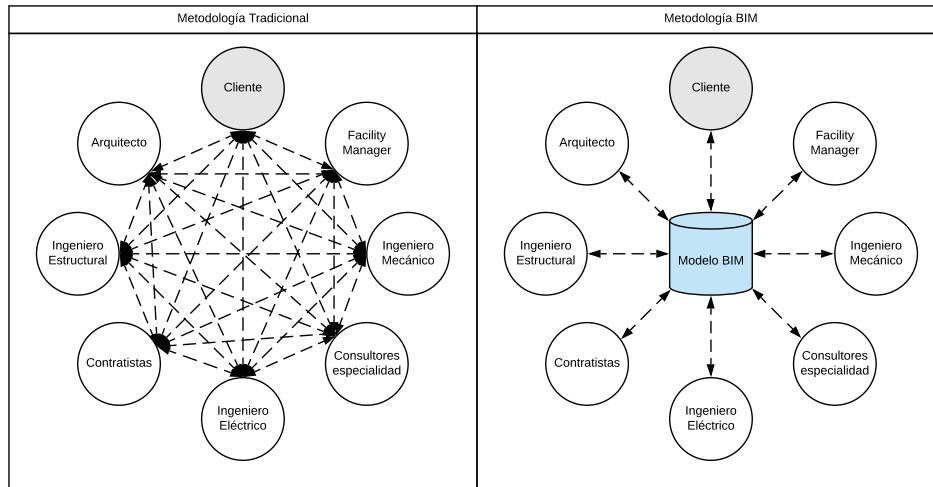 Metodología Tradicional
Cliente
Arquitecto
Facility
Manager
Ingeniero
Estructural
Ingeniero
Mecánico
Contratistas
Consultores
especialidad
Ingeniero
Eléctrico
Metodología BIM
Cliente
Arquitecto
Facility
Manager
Ingeniero
Estructural
Modelo BIM
Ingeniero
Mecánico
Contratistas
Consultores
especialidad
Ingeniero
Eléctrico